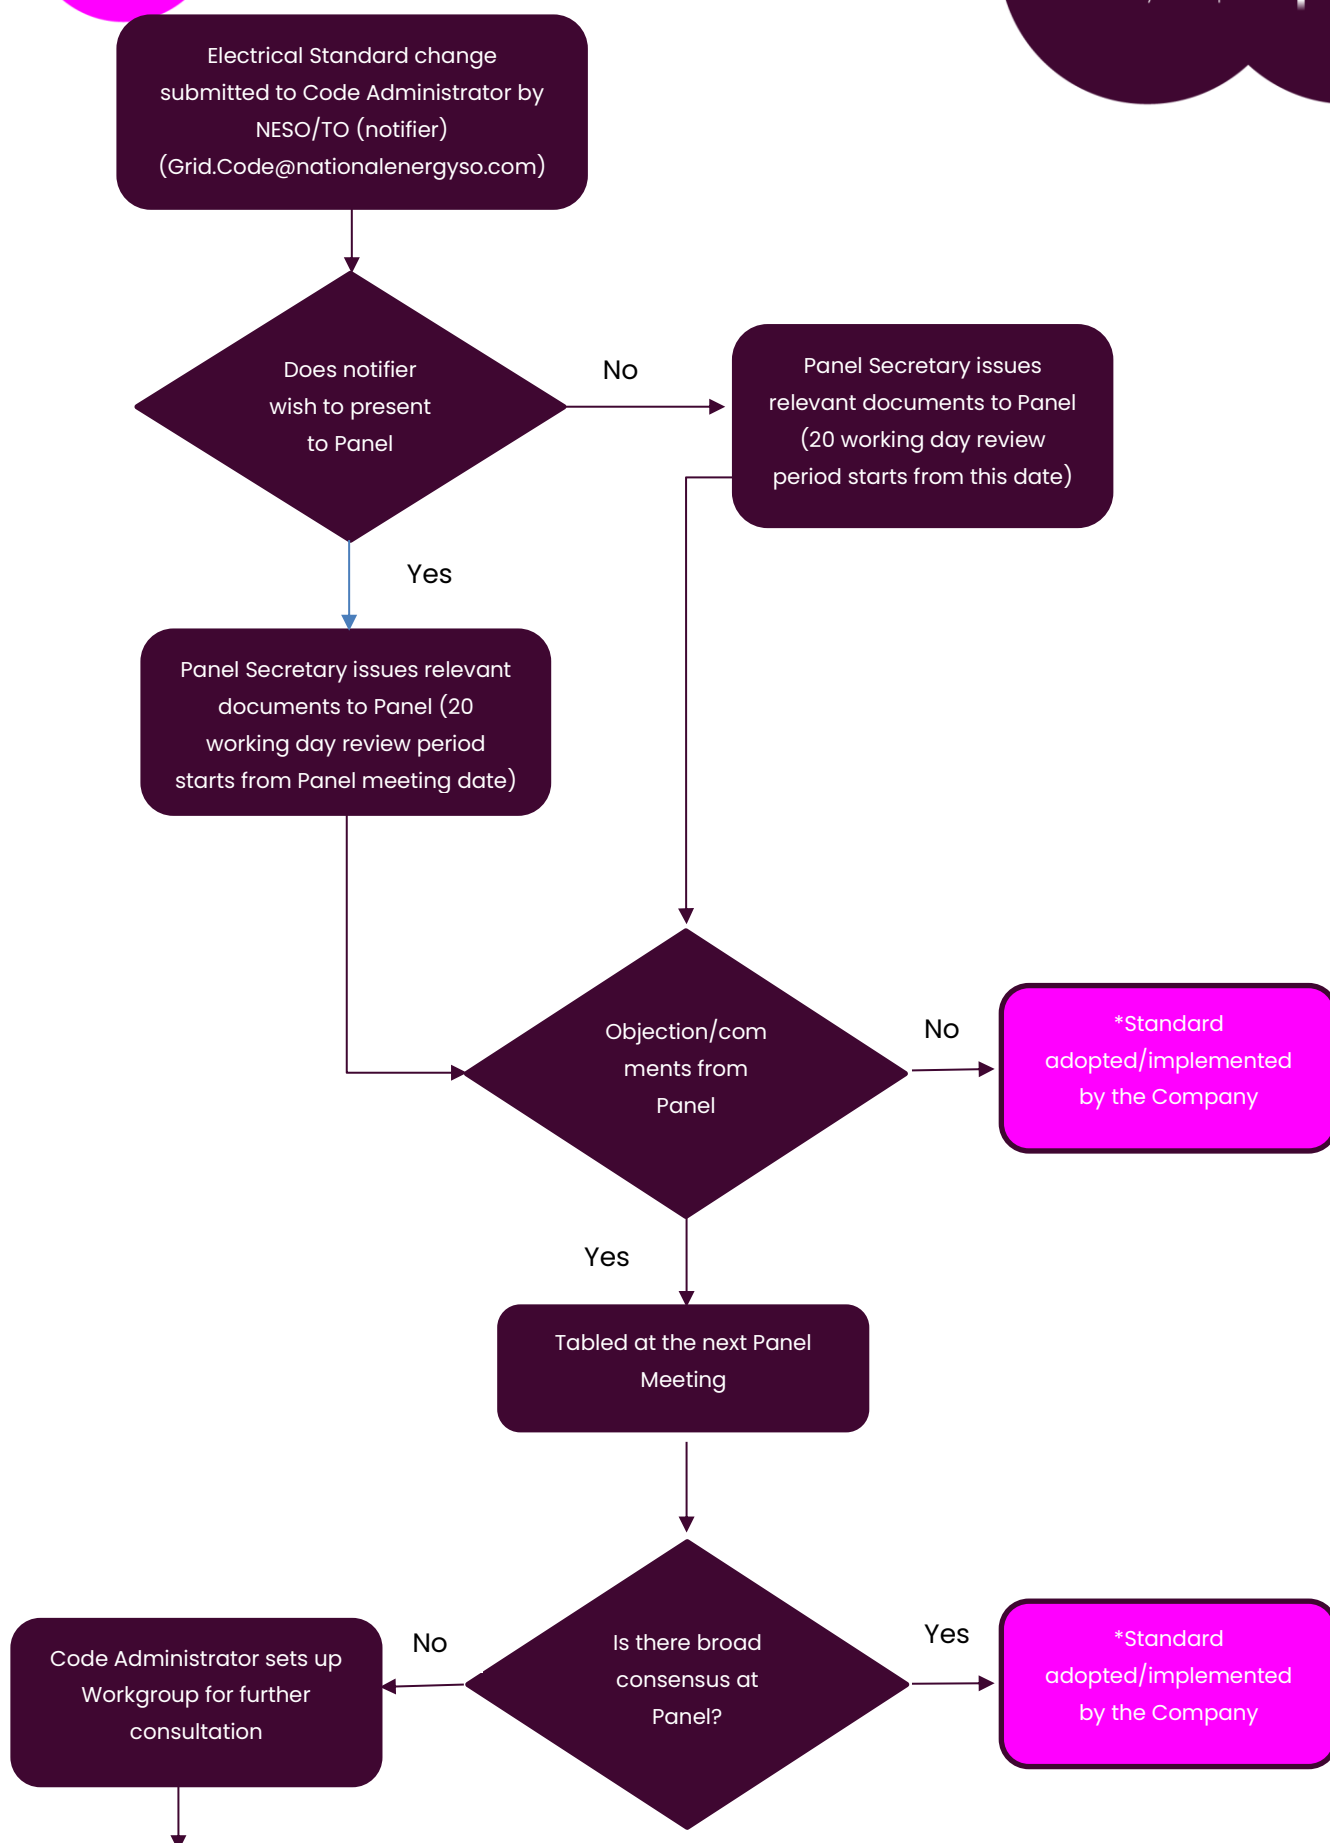 Electrical Standard change
submitted to Code Administrator by
NESO/TO (notifier)
(Grid.Code@nationalenergyso.com)
Does notifier
wish to present
to Panel
No
Panel Secretary issues
relevant documents to Panel
(20 working day review
period starts from this date)
Yes
Panel Secretary issues relevant
documents to Panel (20
working day review period
starts from Panel meeting date)
Objection/com
ments from
Panel
No
*Standard
adopted/implemented
by the Company
Yes
Tabled at the next Panel
Meeting
Is there broad
consensus at
Panel?
No
Code Administrator sets up
Workgroup for further
consultation
Yes
*Standard
adopted/implemented
by the Company